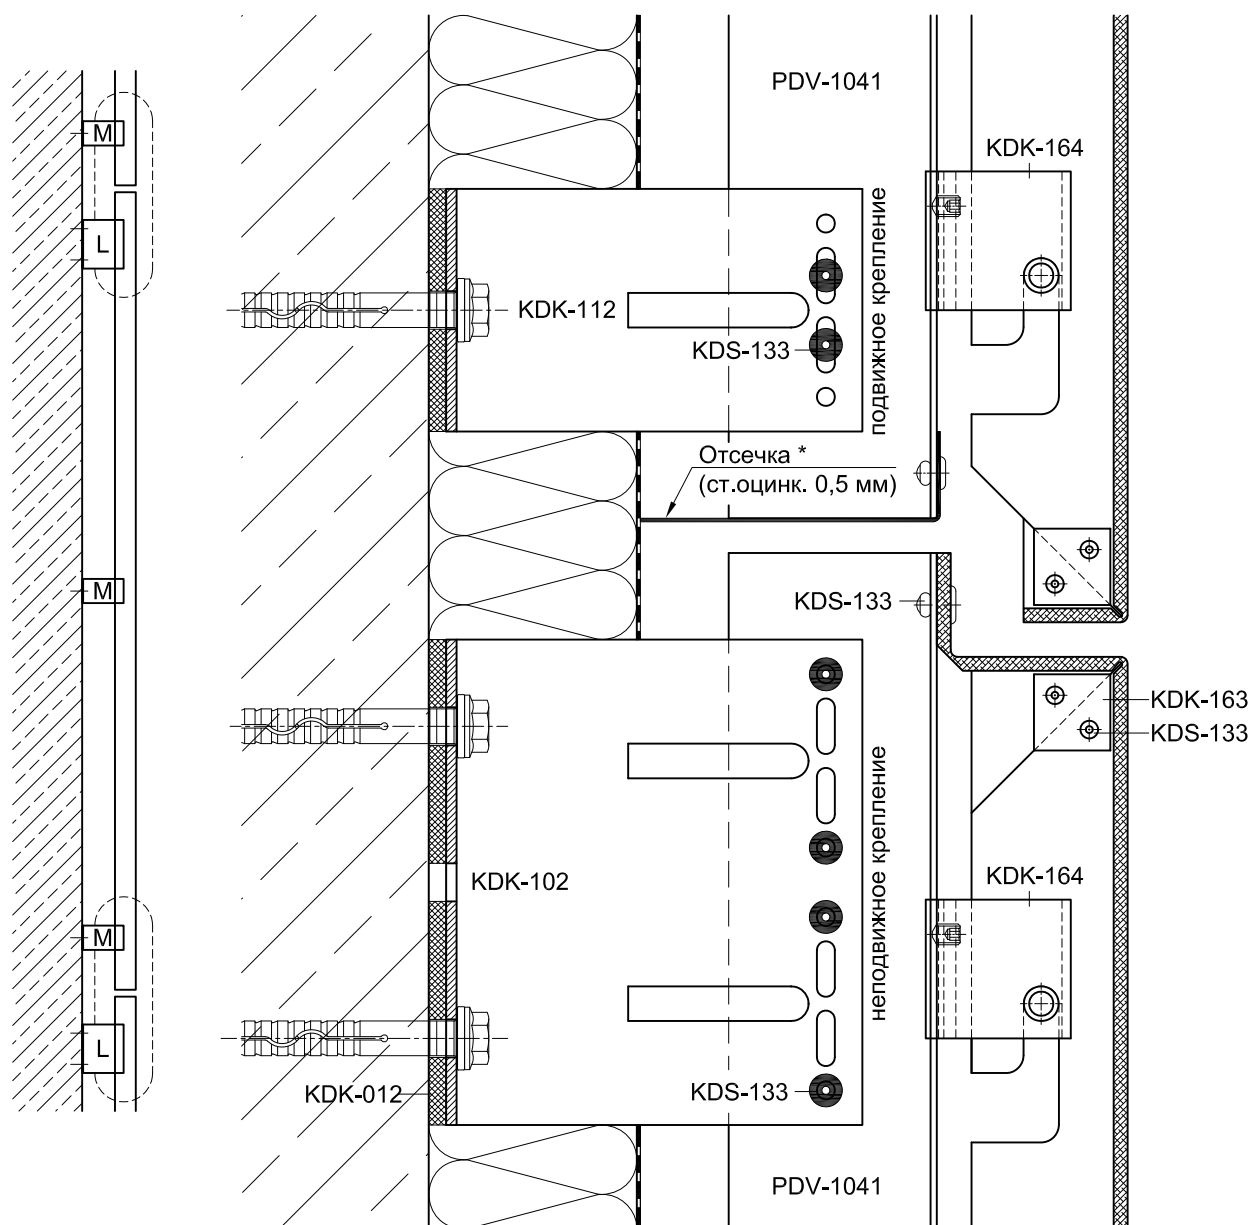 PDV-1041
KDK-164
M
L
KDK-112
KDS-133
подвижное крепление
Отсечка *
(ст.оцинк. 0,5 мм)
M
KDS-133
KDK-163
KDS-133
неподвижное крепление
KDK-102
KDK-164
M
L
KDK-012
KDS-133
PDV-1041